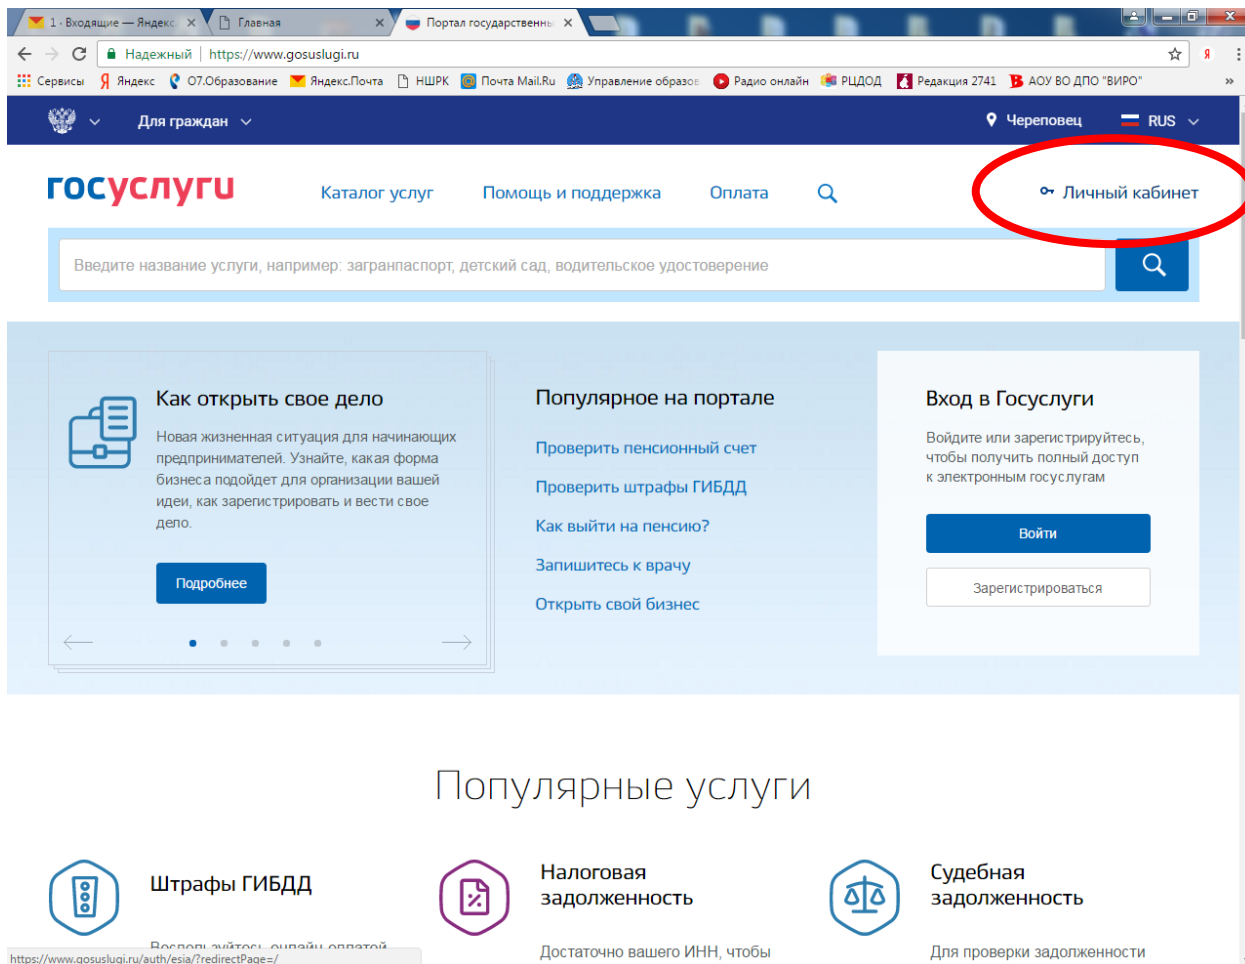 1 · Входящие — Яндекс.
Главная
Портал государственны
Надежный | https://www.gosuslugi.ru
Сервисы Яндекс О7.Образование Яндекс.Почта НШРК Почта Mail.Ru Управление образов Радио онлайн РЦДОД Редакция 2741 АОУ ВО ДПО "ВИРО" »
Для граждан Череповец RUS
госуслуги Каталог услуг Помощь и поддержка Оплата Личный кабинет
Введите название услуги, например: загранпаспорт, детский сад, водительское удостоверение
Как открыть свое дело
Новая жизненная ситуация для начинающих
предпринимателей. Узнайте, какая форма
бизнеса подойдет для организации вашей
идеи, как зарегистрировать и вести свое
дело.
Подробнее
Популярное на портале
Проверить пенсионный счет
Проверить штрафы ГИБДД
Как выйти на пенсию?
Запишитесь к врачу
Открыть свой бизнес
Вход в Госуслуги
Войдите или зарегистрируйтесь,
чтобы получить полный доступ
к электронным госуслугам
Войти
Зарегистрироваться
Популярные услуги
Штрафы ГИБДД
Воспользуйтесь онлайн-оплатой
Налоговая
задолженность
Достаточно вашего ИНН, чтобы
Судебная
задолженность
Для проверки задолженности
https://www.gosuslugi.ru/auth/esia/?redirectPage=/